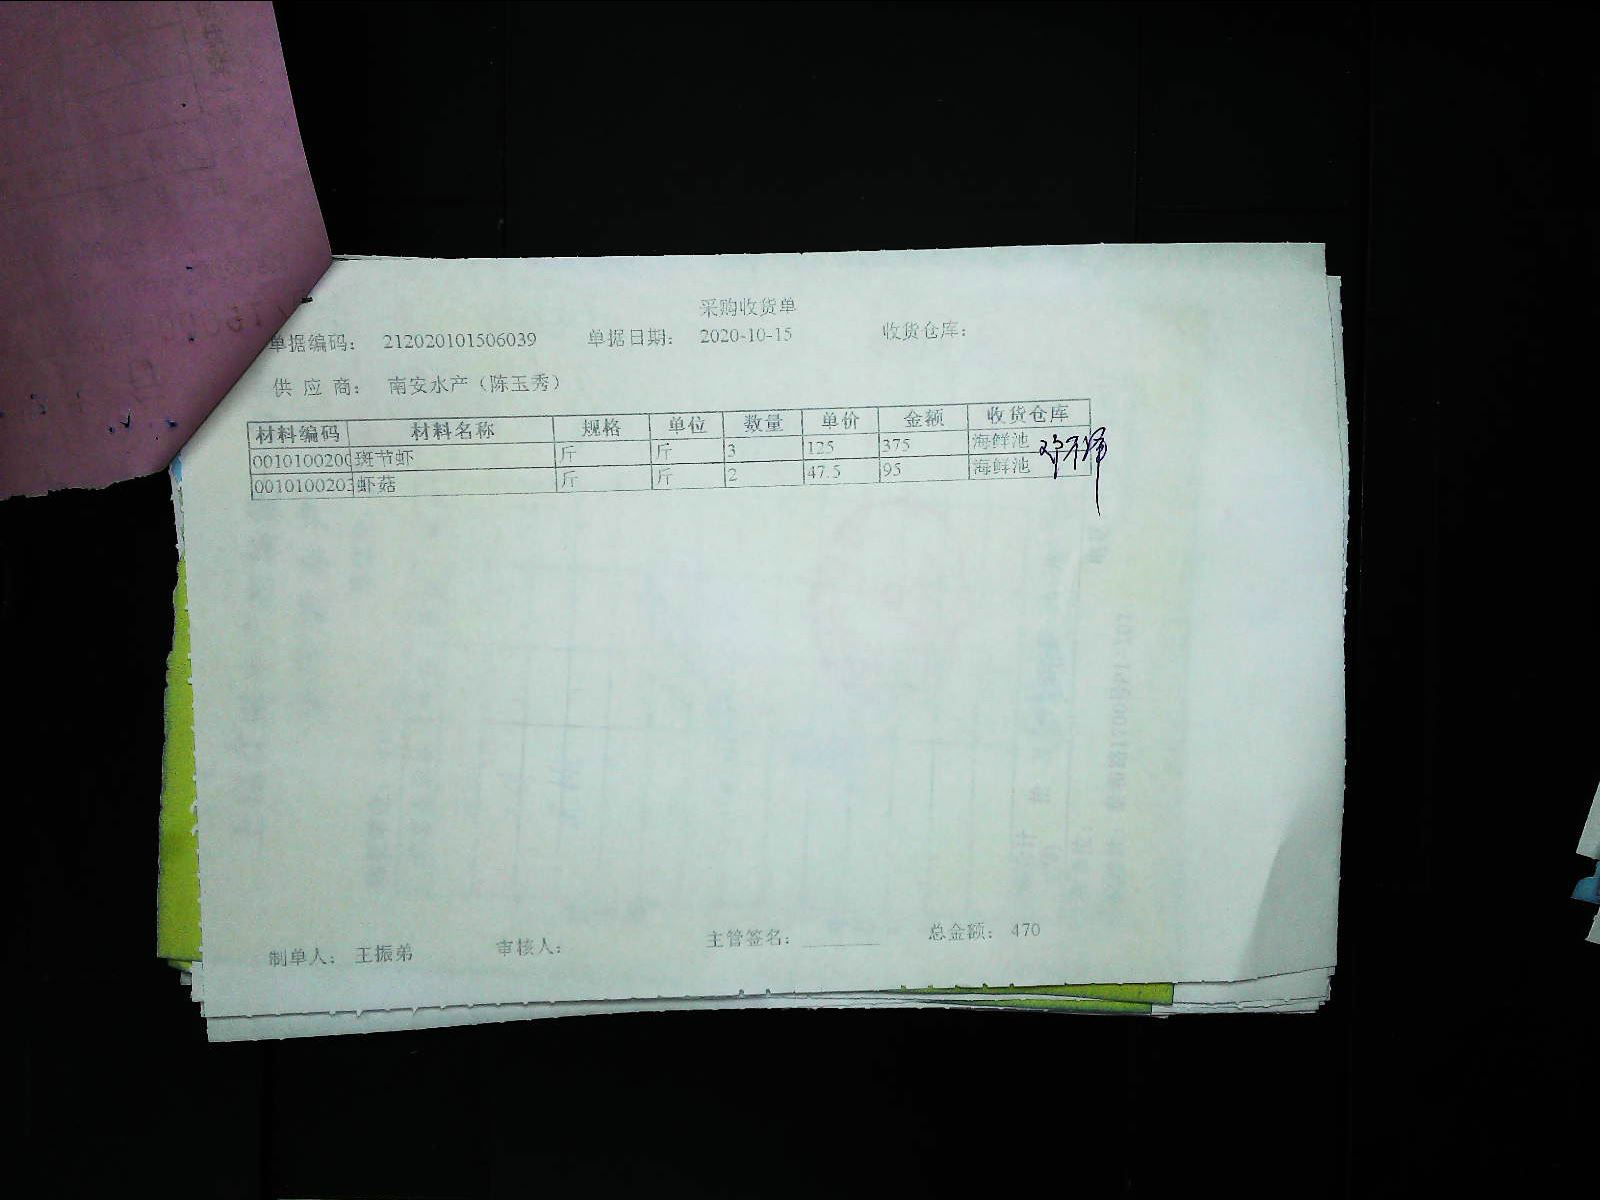 采购收货单
单据编码： 212020101506039 单据日期： 2020-10-15 收货仓库：
供 应 商： 南安水产（陈玉秀）
材料编码 材料名称 规格 单位 数量 单价 金额 收货仓库
001010020 斑节虾 斤 斤 3 125 375 海鲜池
0010100203 虾菇 斤 斤 2 47.5 95 海鲜池
制单人： 王振弟 审核人： 主管签名： 总金额： 470